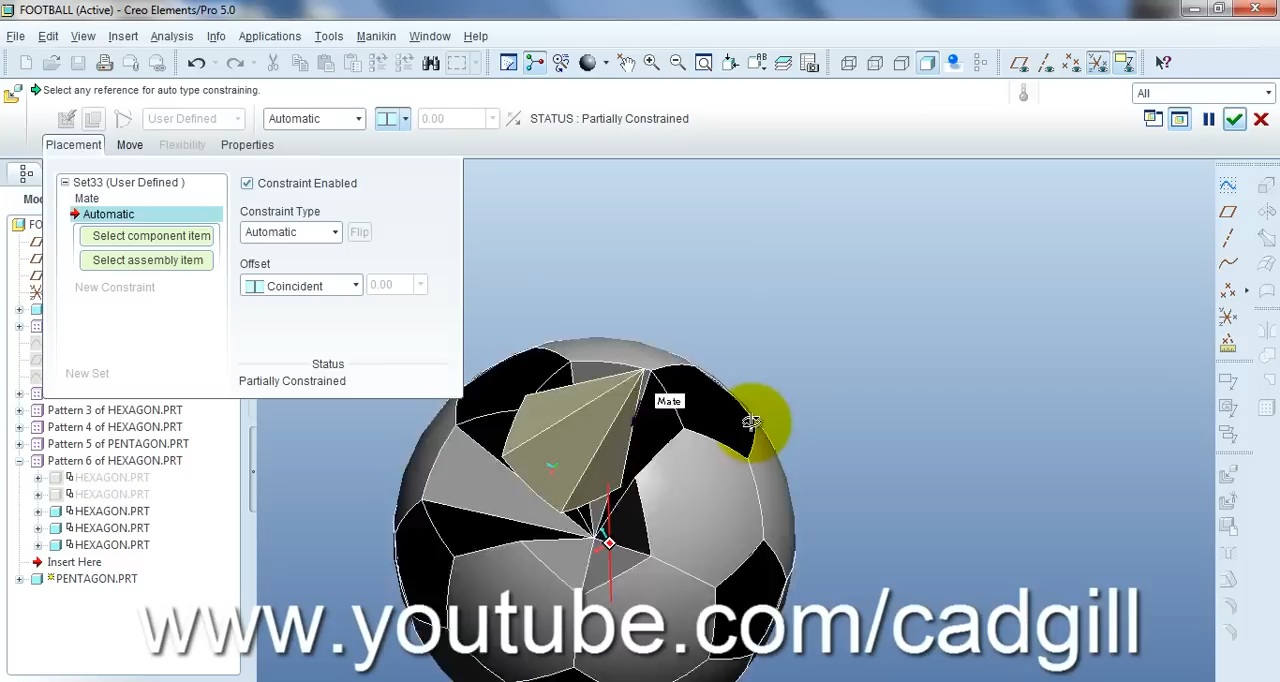 FOOTBALL (Active) - Creo Elements/Pro 5.0
File Edit View Insert Analysis Info Applications Tools Manikin Window Help
Select any reference for auto type constraining.
All
User Defined Automatic 0.00 STATUS : Partially Constrained
Placement Move Flexibility Properties
Set33 (User Defined )
Mate
Automatic
Select component item
Select assembly item
New Constraint
New Set
Constraint Enabled
Constraint Type
Automatic Flip
Offset
Coincident 0.00
Status
Partially Constrained
Mate
Pattern 3 of HEXAGON.PRT
Pattern 4 of HEXAGON.PRT
Pattern 5 of PENTAGON.PRT
Pattern 6 of HEXAGON.PRT
HEXAGON.PRT
HEXAGON.PRT
HEXAGON.PRT
HEXAGON.PRT
HEXAGON.PRT
Insert Here
PENTAGON.PRT
www.youtube.com/cadgill